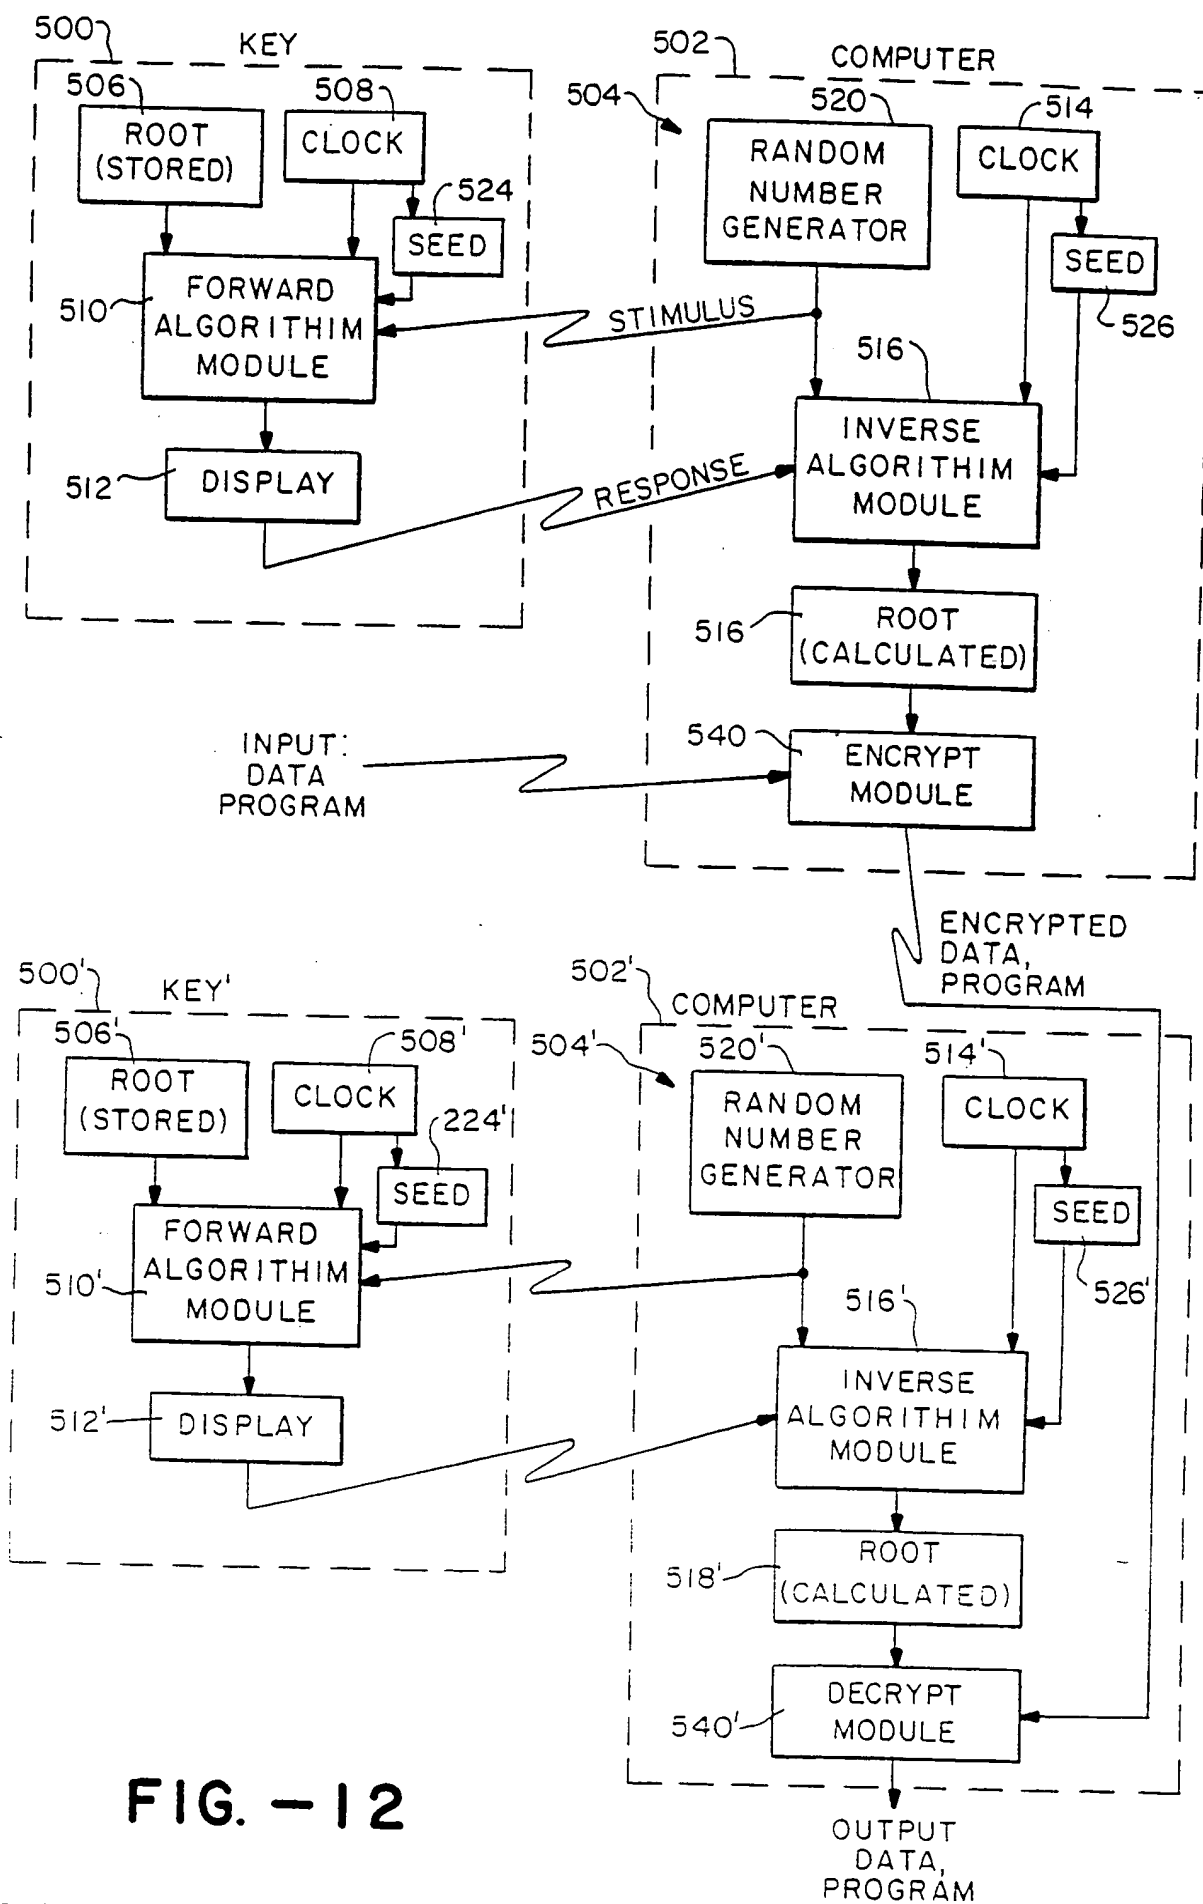 500
KEY
506
ROOT
(STORED)
508
CLOCK
524
SEED
510
FORWARD
ALGORITHIM
MODULE
512
DISPLAY
STIMULUS
RESPONSE
502
COMPUTER
504
520
RANDOM
NUMBER
GENERATOR
514
CLOCK
SEED
526
516
INVERSE
ALGORITHIM
MODULE
516
ROOT
(CALCULATED)
INPUT:
DATA
PROGRAM
540
ENCRYPT
MODULE
ENCRYPTED
DATA,
PROGRAM
500'
KEY'
506'
ROOT
(STORED)
508'
CLOCK
224'
SEED
510'
FORWARD
ALGORITHIM
MODULE
512'
DISPLAY
502'
COMPUTER
504'
520'
RANDOM
NUMBER
GENERATOR
514'
CLOCK
SEED
526'
516'
INVERSE
ALGORITHIM
MODULE
518'
ROOT
(CALCULATED)
540'
DECRYPT
MODULE
OUTPUT
DATA,
PROGRAM
FIG. -12